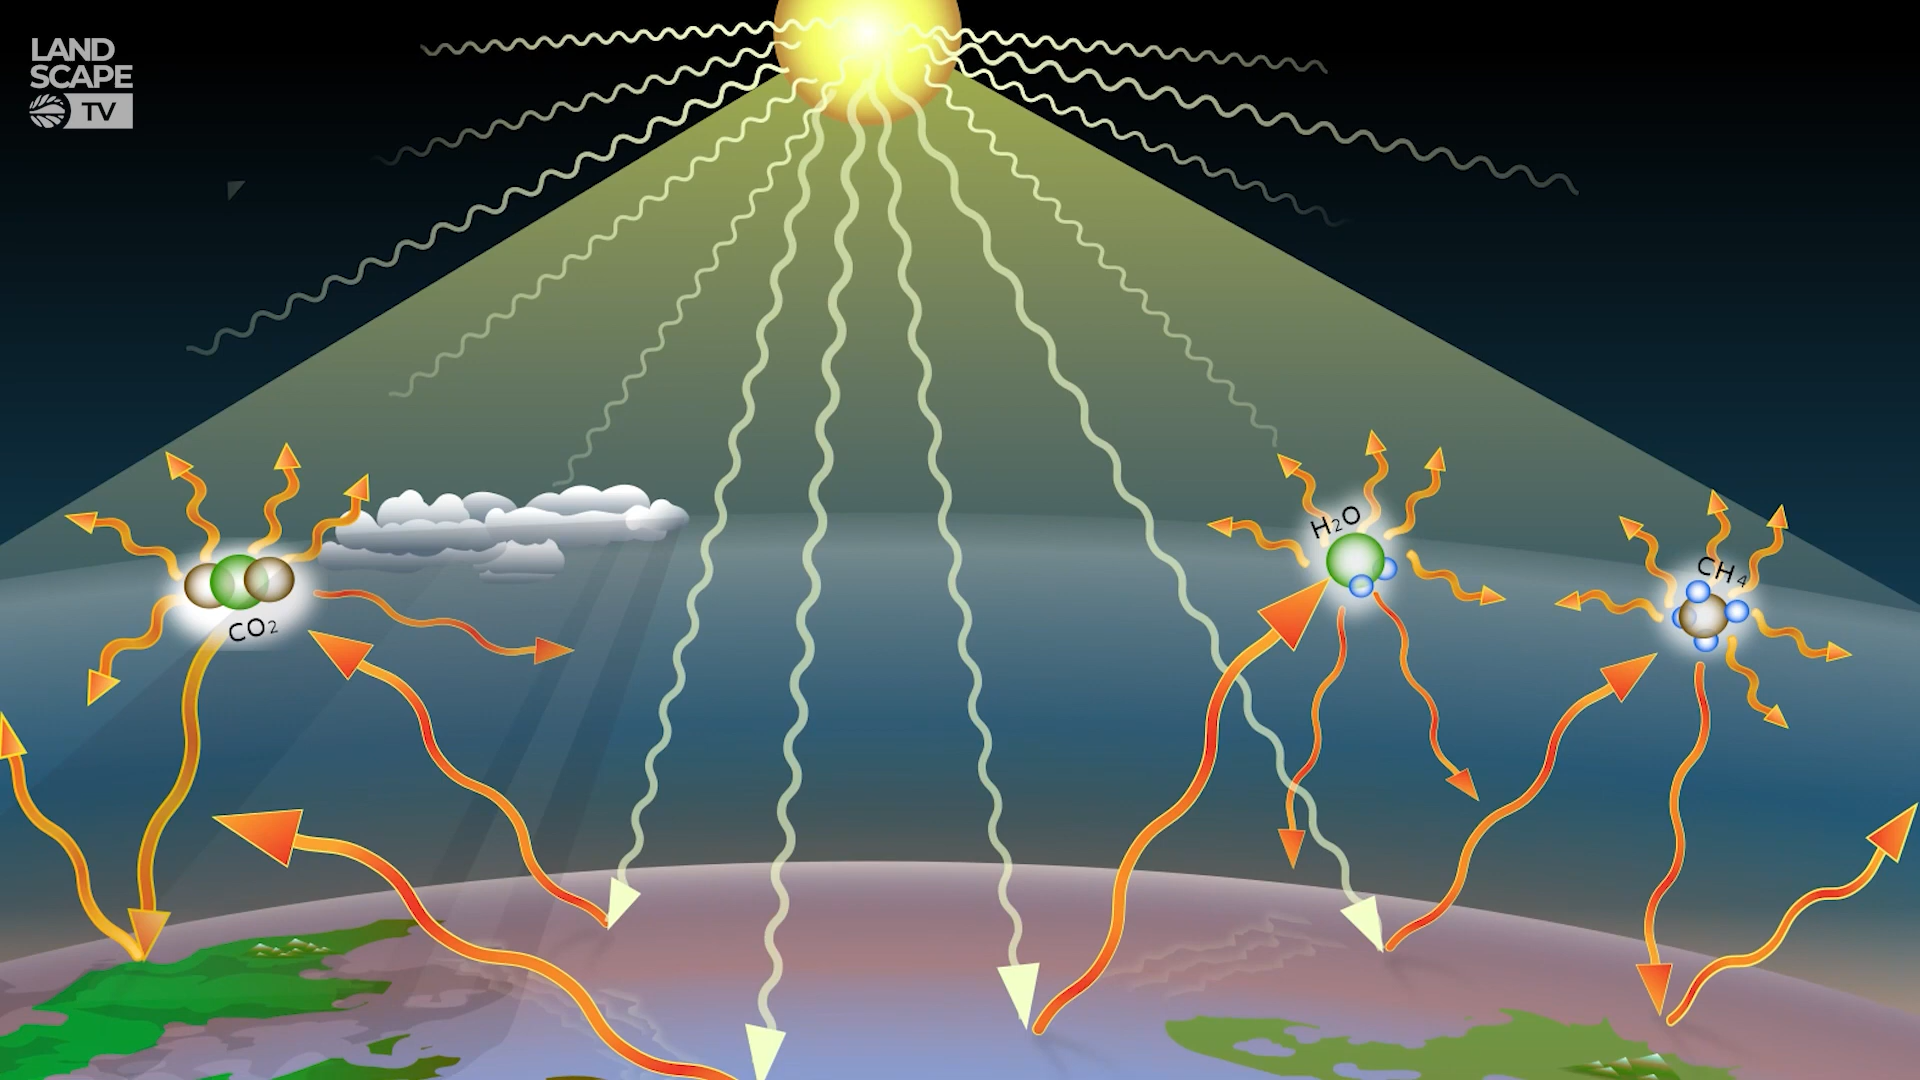 LAND
SCAPE
TV
H₂O
CH₄
CO₂